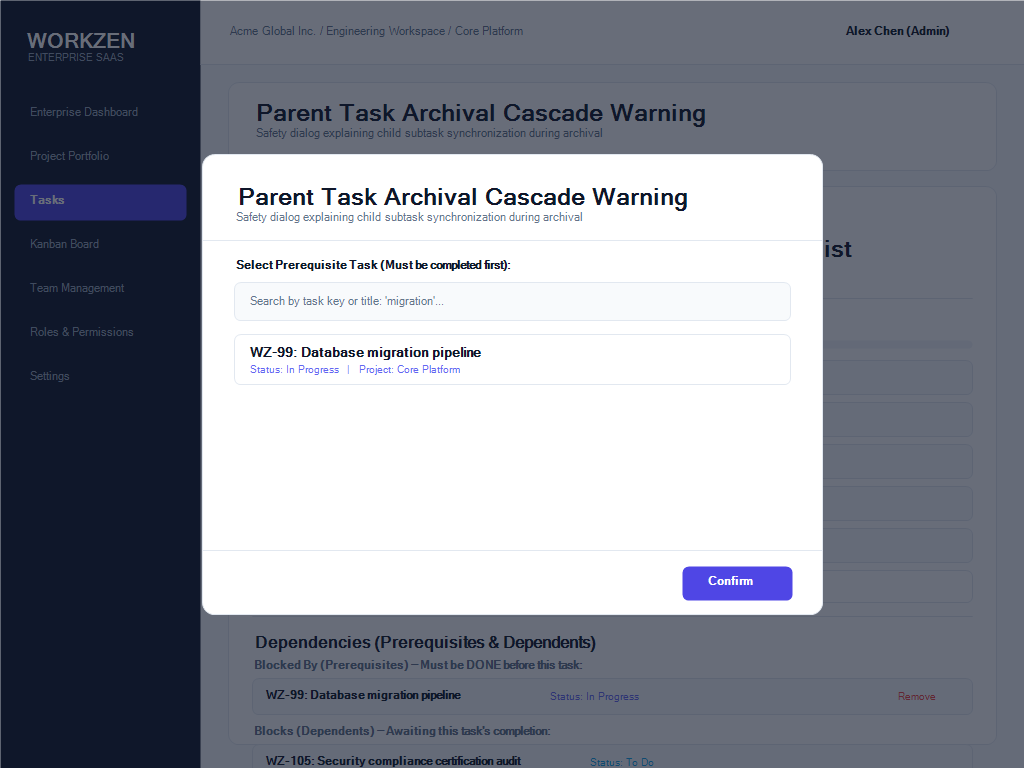 WORKZEN
ENTERPRISE SAAS
Enterprise Dashboard
Project Portfolio
Tasks
Kanban Board
Team Management
Roles & Permissions
Settings
Acme Global Inc. / Engineering Workspace / Core Platform
Alex Chen (Admin)
Parent Task Archival Cascade Warning
Safety dialog explaining child subtask synchronization during archival
ist
Parent Task Archival Cascade Warning
Safety dialog explaining child subtask synchronization during archival
Select Prerequisite Task (Must be completed first):
Search by task key or title: 'migration'...
WZ-99: Database migration pipeline
Status: In Progress | Project: Core Platform
Confirm
Dependencies (Prerequisites & Dependents)
Blocked By (Prerequisites) — Must be DONE before this task:
WZ-99: Database migration pipeline Status: In Progress Remove
Blocks (Dependents) — Awaiting this task's completion:
WZ-105: Security compliance certification audit Status: To Do